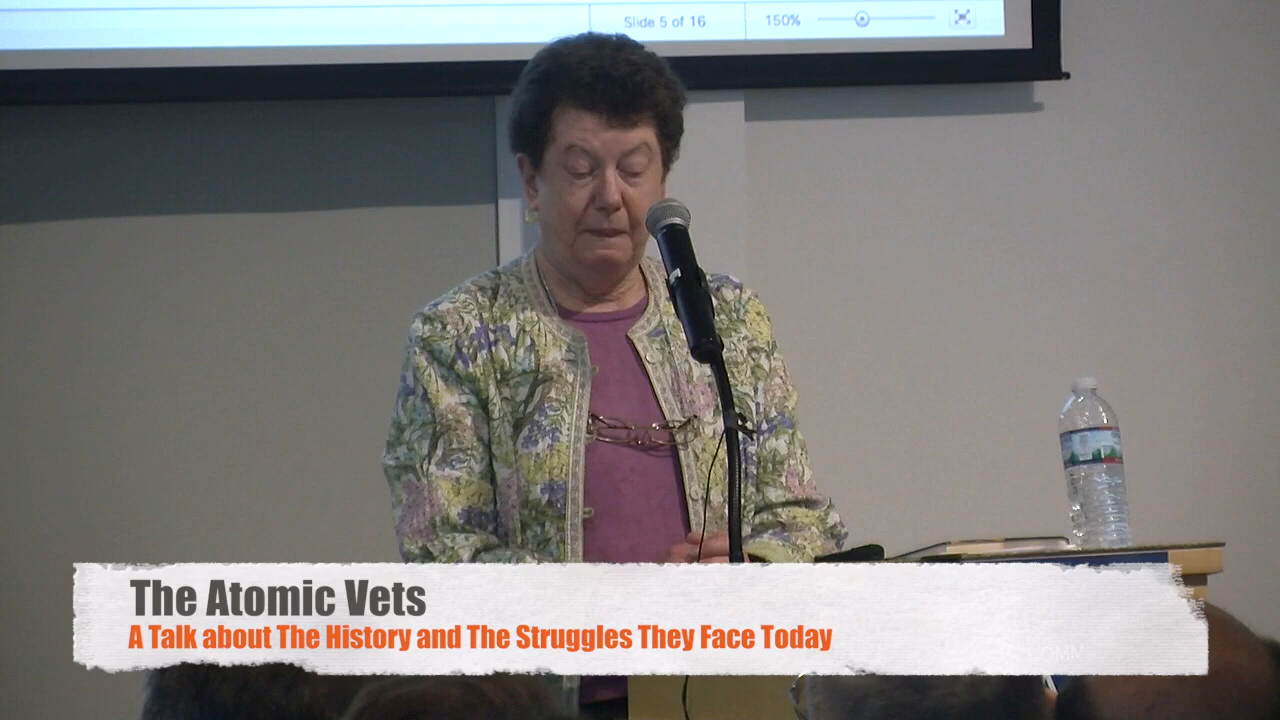 Slide 5 of 16
150%
The Atomic Vets
A Talk about The History and The Struggles They Face Today